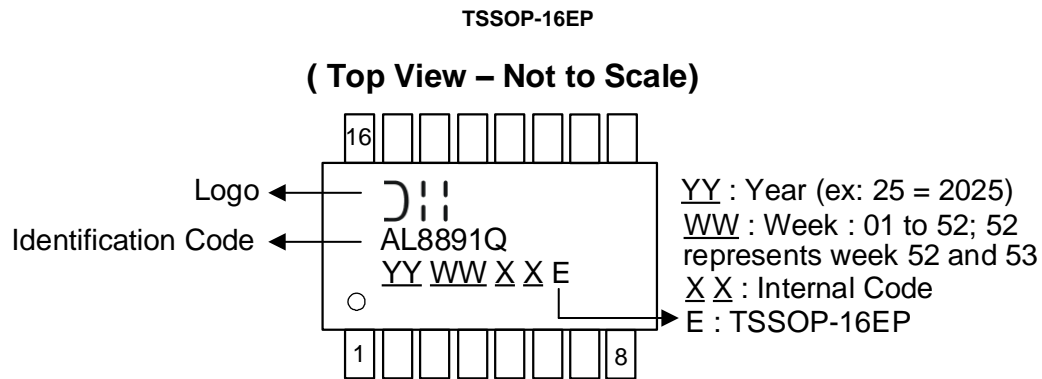 TSSOP-16EP
( Top View – Not to Scale)
16
Logo
AL8891Q
Identification Code
YY WW X X E
YY : Year (ex: 25 = 2025)
WW : Week : 01 to 52; 52
represents week 52 and 53
X X : Internal Code
E : TSSOP-16EP
1
8